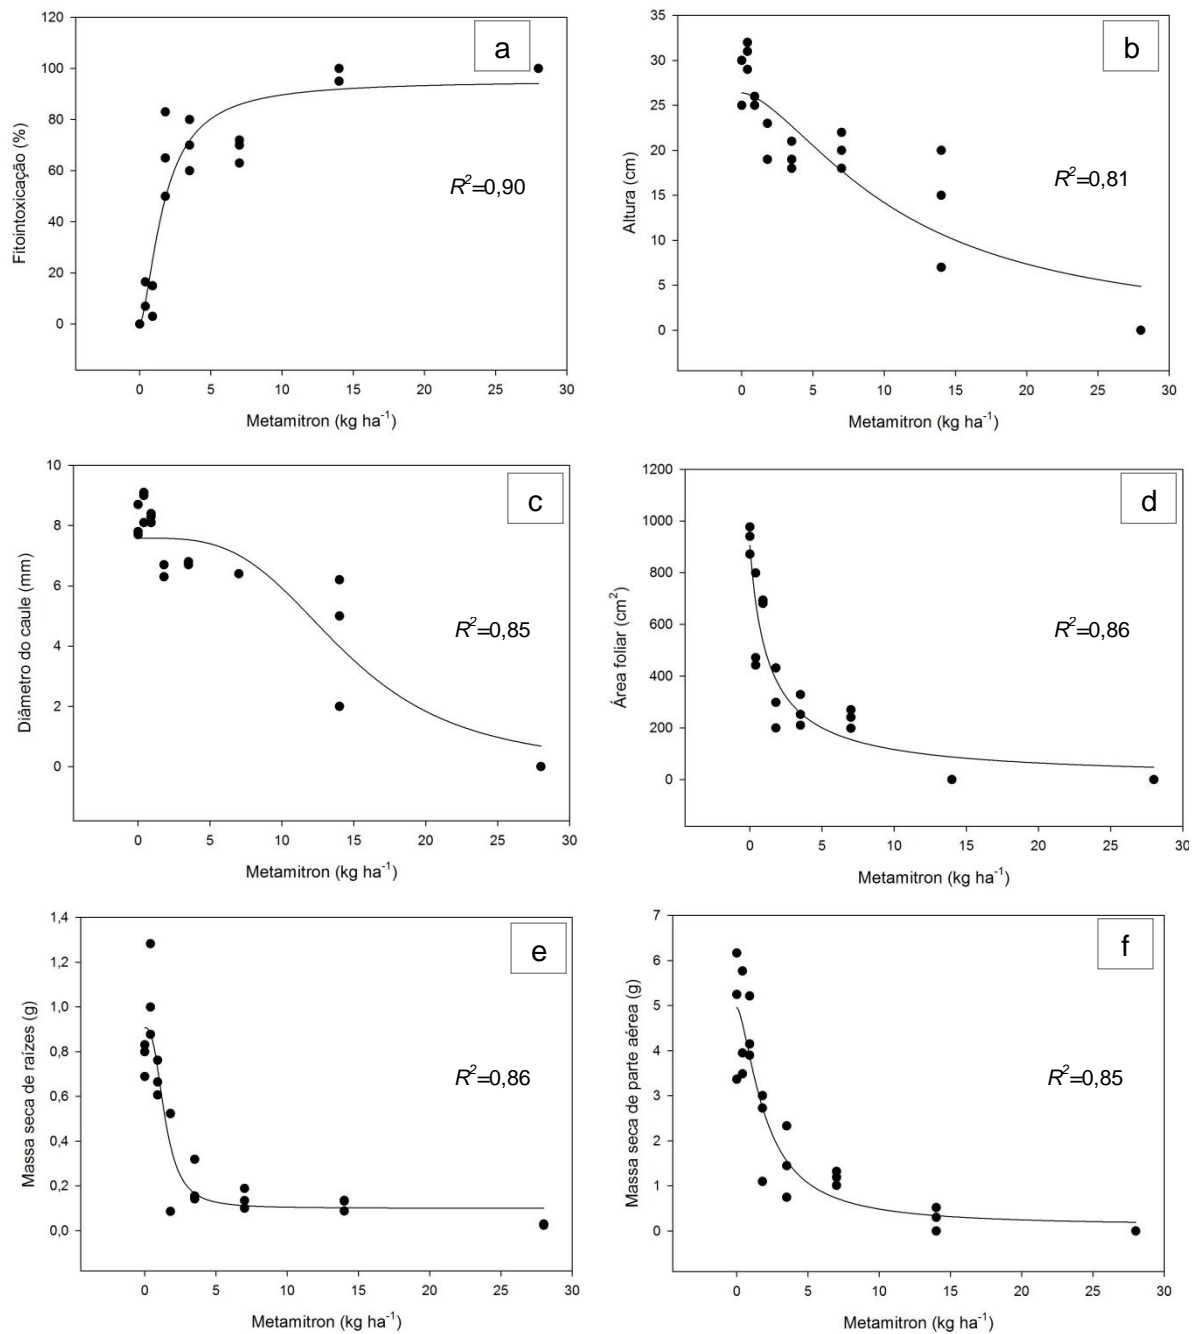 120
100
80
60
40
20
0
Fitointoxicação (%)
a
R²=0,90
0 5 10 15 20 25 30
Metamitron (kg ha⁻¹)
35
30
25
20
15
10
5
0
Altura (cm)
b
R²=0,81
0 5 10 15 20 25 30
Metamitron (kg ha⁻¹)
10
8
6
4
2
0
Diâmetro do caule (mm)
c
R²=0,85
0 5 10 15 20 25 30
Metamitron (kg ha⁻¹)
1200
1000
800
600
400
200
0
Área foliar (cm²)
d
R²=0,86
0 5 10 15 20 25 30
Metamitron (kg ha⁻¹)
1,4
1,2
1,0
0,8
0,6
0,4
0,2
0,0
Massa seca de raízes (g)
e
R²=0,86
0 5 10 15 20 25 30
Metamitron (kg ha⁻¹)
7
6
5
4
3
2
1
0
Massa seca de parte aérea (g)
f
R²=0,85
0 5 10 15 20 25 30
Metamitron (kg ha⁻¹)